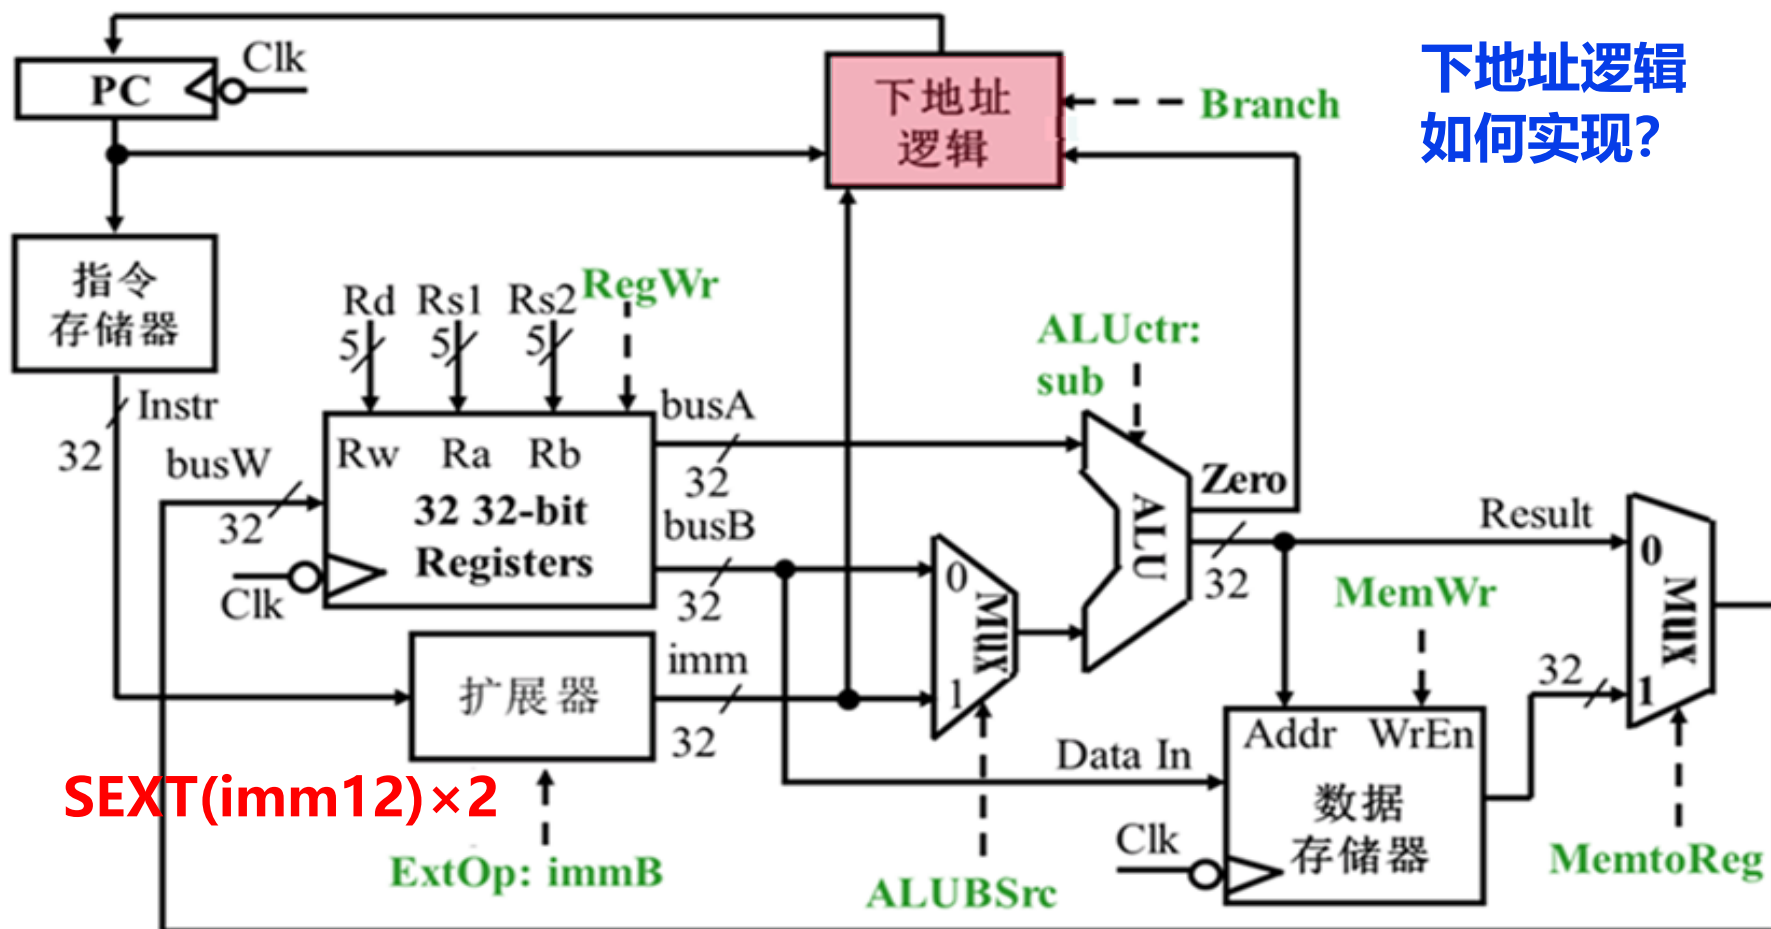 下地址逻辑
如何实现?
Clk
PC
下地址
逻辑
Branch
指令
存储器
Rd Rs1 Rs2 RegWr
5 5 5
ALUctr:
sub
Instr
32
busW
32
Rw Ra Rb
32 32-bit
Registers
Clk
busA
32
busB
32
imm
32
扩展器
0
MUX
1
ALU
Zero
32
Result
MemWr
0
MUX
1
32
SEXT(imm12)×2
ExtOp: immB
ALUBSrc
Data In
Addr WrEn
数据
存储器
Clk
MemtoReg